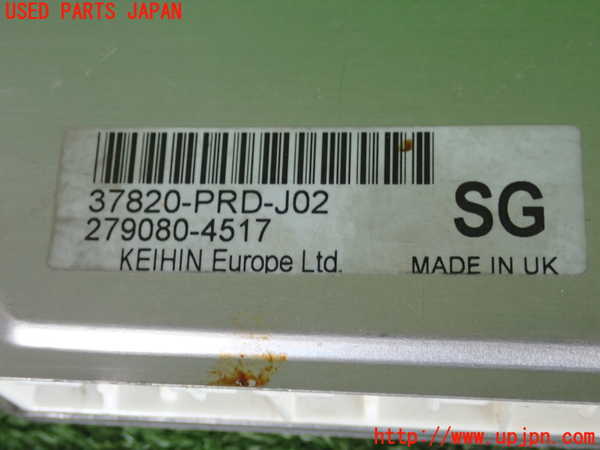 USED PARTS JAPAN
37820-PRD-J02
279080-4517
SG
KEIHIN Europe Ltd.
MADE IN UK
http://www.upjpn.com